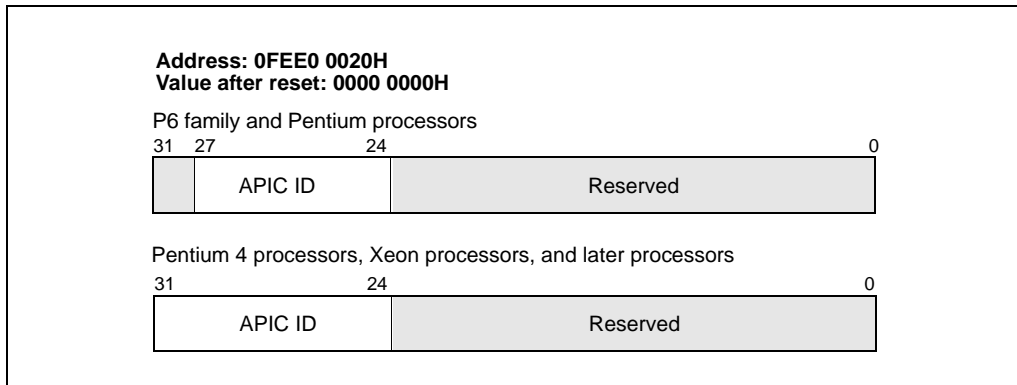 Address: 0FEE0 0020H
Value after reset: 0000 0000H
P6 family and Pentium processors
31 27 24 0
APIC ID Reserved
Pentium 4 processors, Xeon processors, and later processors
31 24 0
APIC ID Reserved